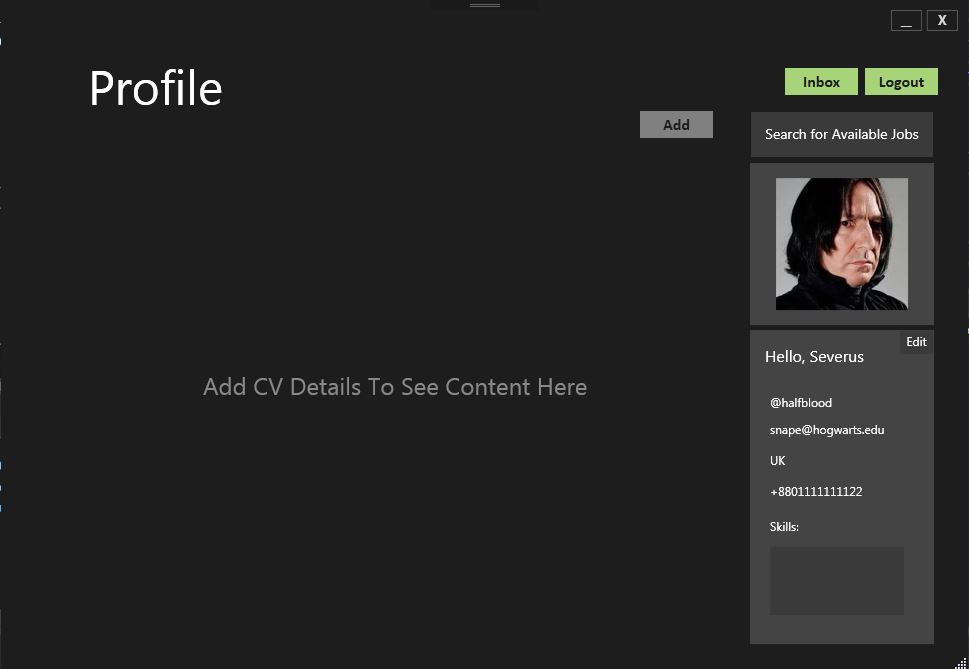 _ X
Profile
Inbox Logout
Add
Search for Available Jobs
Edit
Hello, Severus
Add CV Details To See Content Here
@halfblood
snape@hogwarts.edu
UK
+8801111111122
Skills: